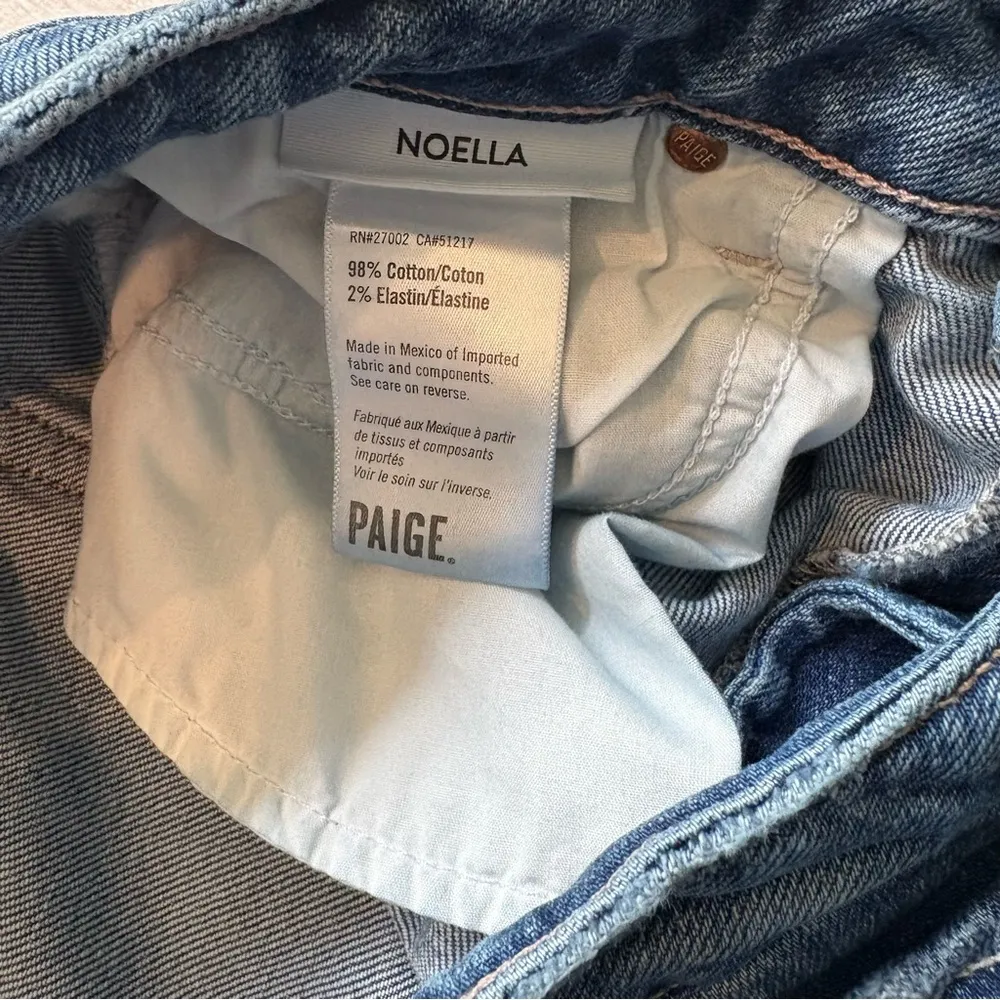 NOELLA
PAIGE
RN#27002 CA#51217
98% Cotton/Coton
2% Elastin/Élastine
Made in Mexico of Imported
fabric and components.
See care on reverse.
Fabriqué aux Mexique à partir
de tissus et composants
importés
Voir le soin sur l'inverse.
PAIGE®